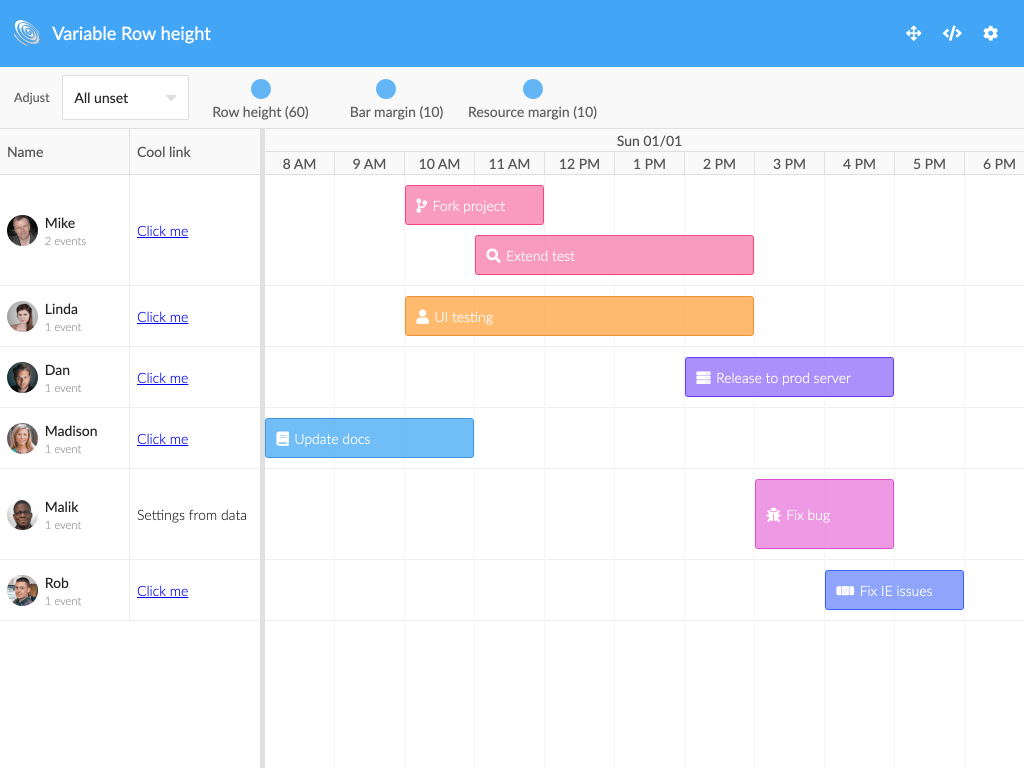 Variable Row height
Adjust
All unset
Row height (60)
Bar margin (10)
Resource margin (10)
Name
Cool link
Sun 01/01
8 AM 9 AM 10 AM 11 AM 12 PM 1 PM 2 PM 3 PM 4 PM 5 PM 6 PM
Mike
2 events
Click me
Fork project
Extend test
Linda
1 event
Click me
UI testing
Dan
1 event
Click me
Release to prod server
Madison
1 event
Click me
Update docs
Malik
1 event
Settings from data
Fix bug
Rob
1 event
Click me
Fix IE issues